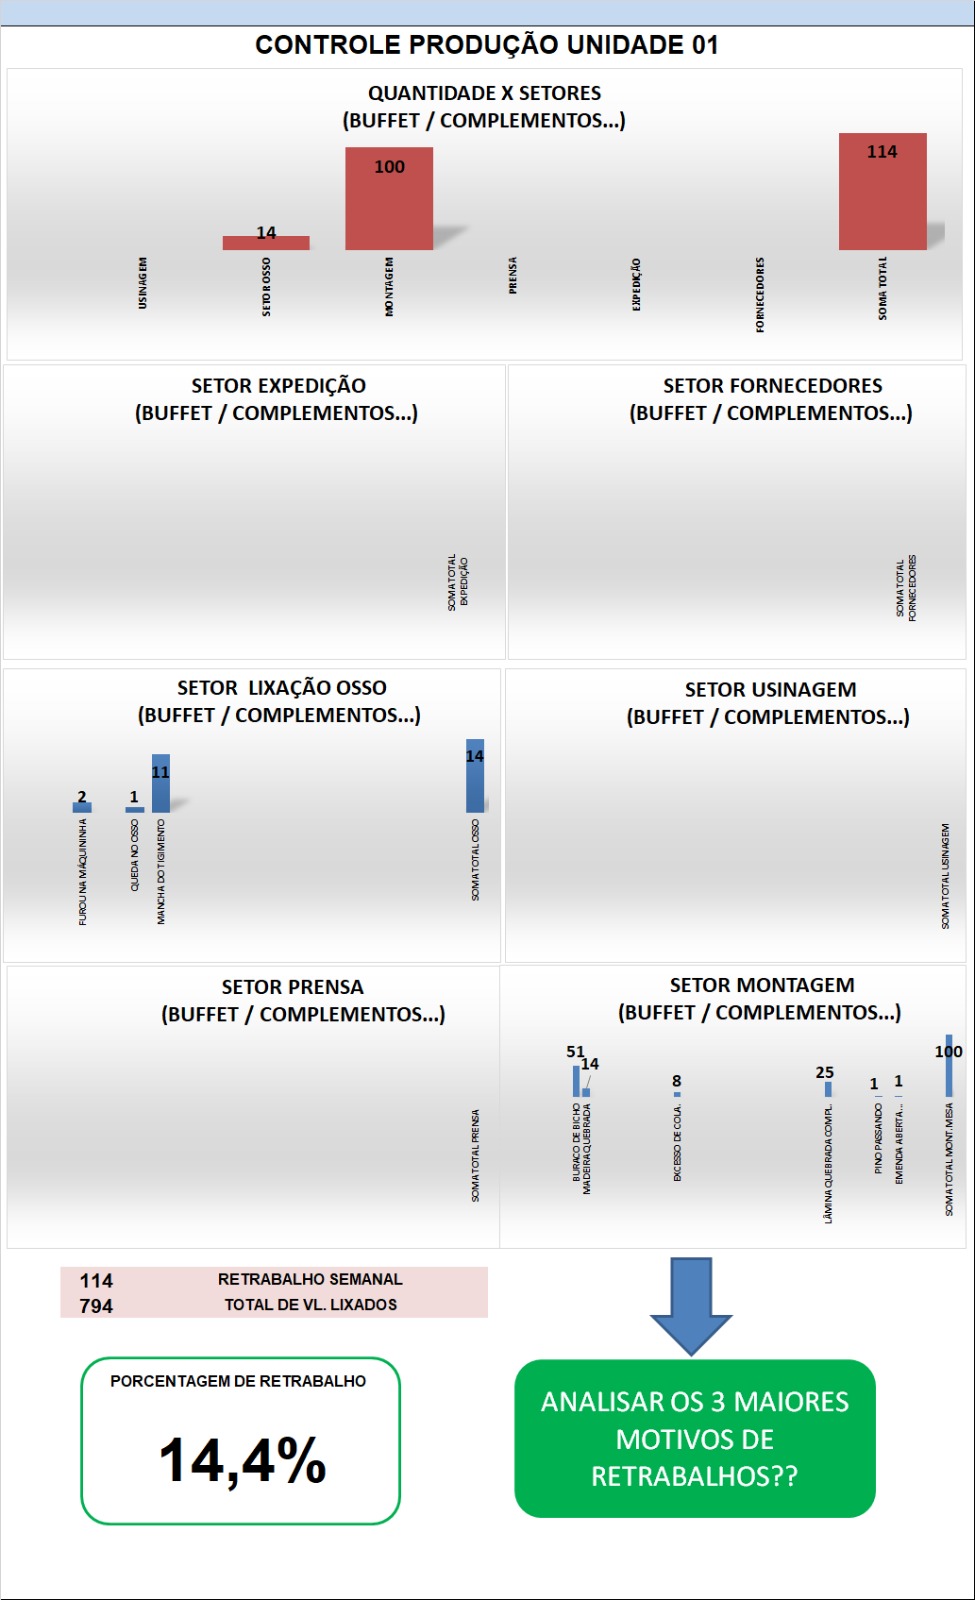 CONTROLE PRODUÇÃO UNIDADE 01
QUANTIDADE X SETORES
(BUFFET / COMPLEMENTOS...)
114
100
14
USINAGEM
SETOR OSSO
MONTAGEM
PRENSA
EXPEDIÇÃO
FORNECEDORES
SOMA TOTAL
SETOR EXPEDIÇÃO
(BUFFET / COMPLEMENTOS...)
SOMA TOTAL
EXPEDIÇÃO
SETOR FORNECEDORES
(BUFFET / COMPLEMENTOS...)
SOMA TOTAL
FORNECEDORES
SETOR LIXAÇÃO OSSO
(BUFFET / COMPLEMENTOS...)
2
1
11
14
FUROU NA MÁQUININHA
QUEDA NO OSSO
MANCHA DO TIGIMENTO
SOMA TOTAL OSSO
SETOR USINAGEM
(BUFFET / COMPLEMENTOS...)
SOMA TOTAL USINAGEM
SETOR PRENSA
(BUFFET / COMPLEMENTOS...)
SOMA TOTAL PRENSA
SETOR MONTAGEM
(BUFFET / COMPLEMENTOS...)
51
14
8
25
1
1
100
BURACO DE BICHO
MADEIRA QUEBRADA
EXCESSO DE COLA.
LÂMINA QUEBRADA COMPL.
PINO PASSANDO
EMENDA ABERTA...
SOMA TOTAL MONT. MESA
114 RETRABALHO SEMANAL
794 TOTAL DE VL. LIXADOS
PORCENTAGEM DE RETRABALHO
14,4%
ANALISAR OS 3 MAIORES
MOTIVOS DE
RETRABALHOS??